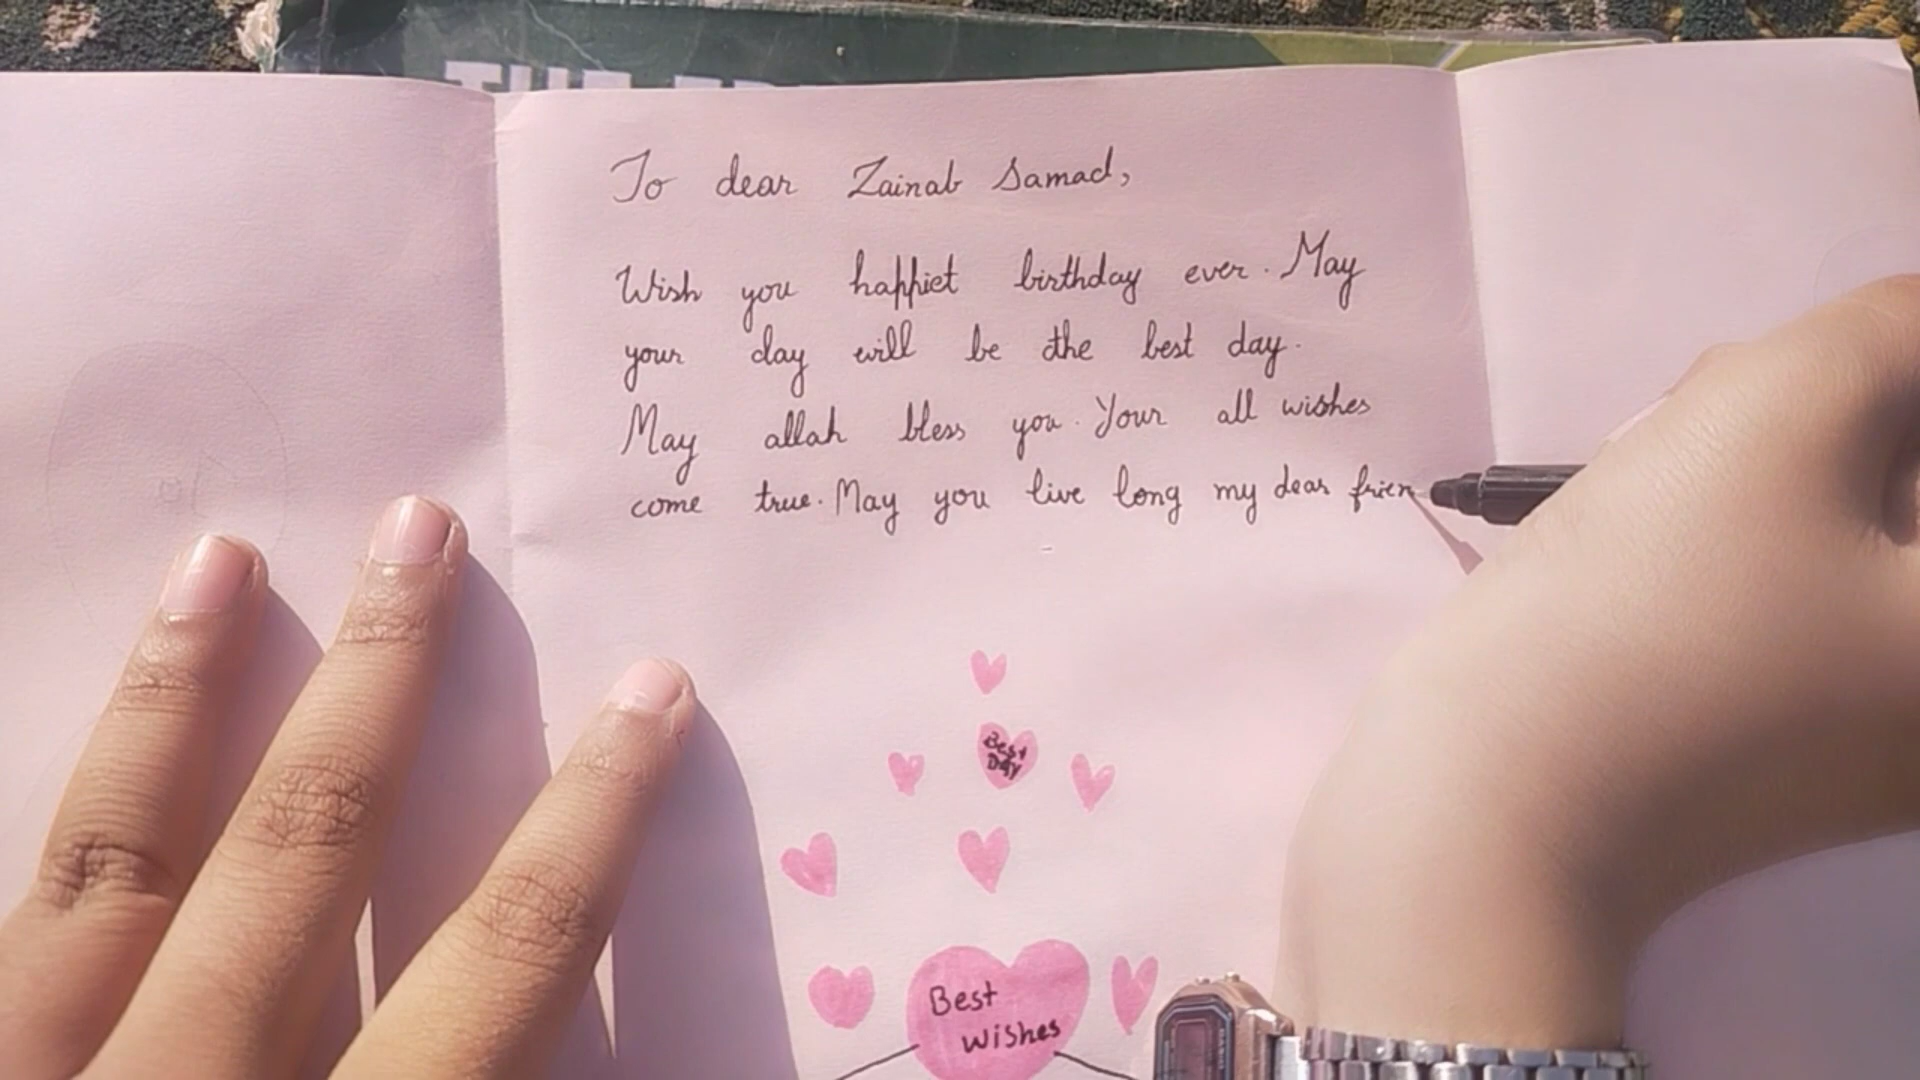 To dear Zainab Samad,
Wish you happiet birthday ever. May
your day will be the best day.
May allah bless you. Your all wishes
come true. May you live long my dear frien
Best
Day
Best
wishes